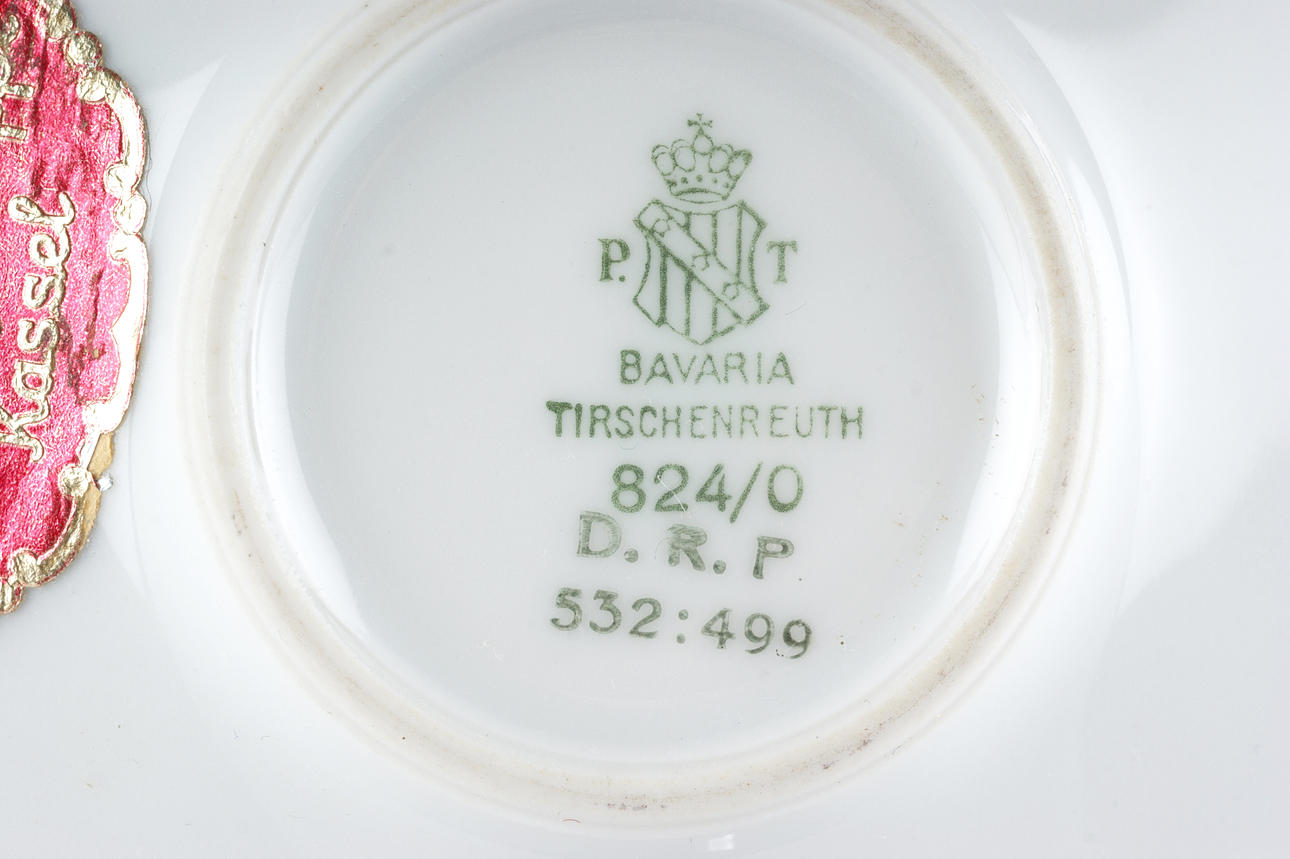 P. T
BAVARIA
TIRSCHENREUTH
824/0
D. R. P
532:499
Kassel